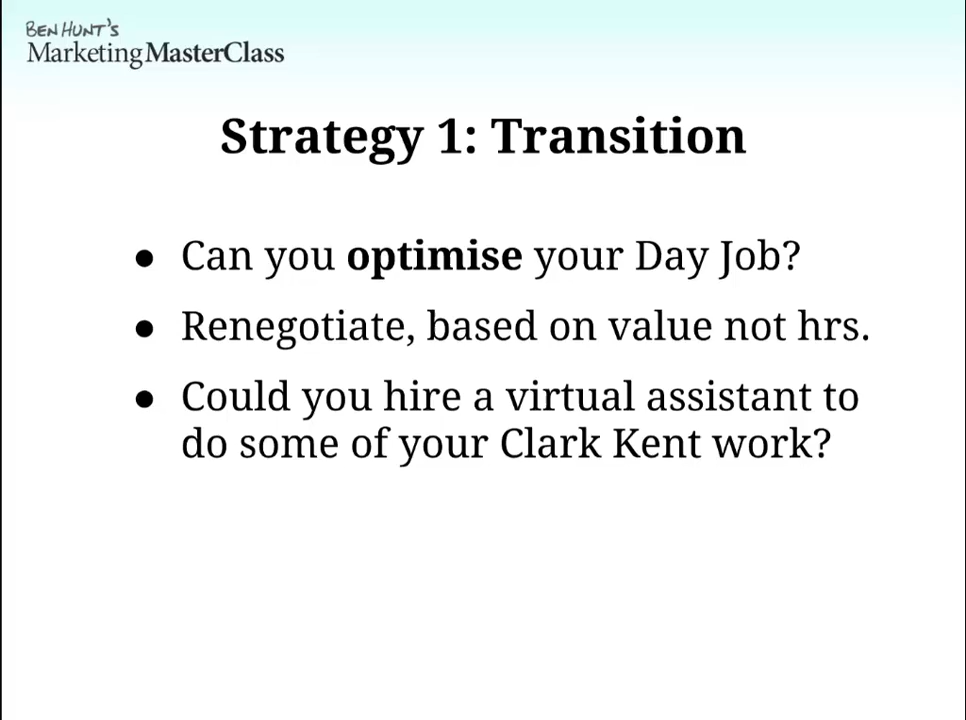 BEN HUNT'S
Marketing MasterClass
Strategy 1: Transition
● Can you optimise your Day Job?
● Renegotiate, based on value not hrs.
● Could you hire a virtual assistant to
do some of your Clark Kent work?